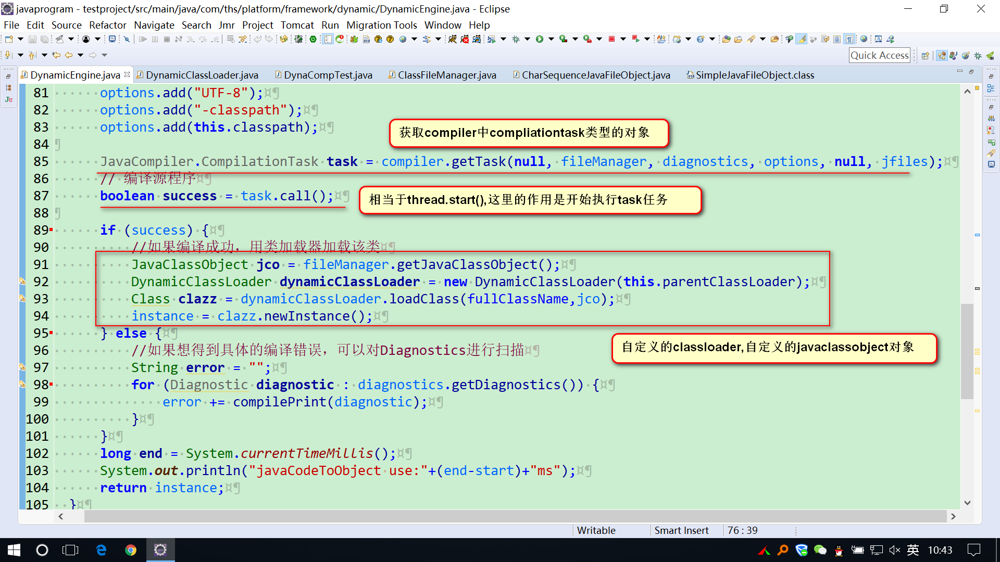 javaprogram - testproject/src/main/java/com/ths/platform/framework/dynamic/DynamicEngine.java - Eclipse
File Edit Source Refactor Navigate Search Jmr Project Tomcat Run Migration Tools Window Help
Quick Access
DynamicEngine.java DynamicClassLoader.java DynaCompTest.java ClassFileManager.java CharSequenceJavaFileObject.java SimpleJavaFileObject.class
81 options.add("UTF-8");¤¶
82 options.add("-classpath");¤¶
83 options.add(this.classpath);¤¶
获取compiler中compliationtask类型的对象
84 ¶
85 JavaCompiler.CompilationTask task = compiler.getTask(null, fileManager, diagnostics, options, null, jfiles);¤¶
86 // 编译源程序¤¶
87 boolean success = task.call();¤¶
相当于thread.start(),这里的作用是开始执行task任务
88 ¶
89 if (success) {¤¶
90 //如果编译成功，用类加载器加载该类¤¶
91 JavaClassObject jco = fileManager.getJavaClassObject();¤¶
92 DynamicClassLoader dynamicClassLoader = new DynamicClassLoader(this.parentClassLoader);¤¶
93 Class clazz = dynamicClassLoader.loadClass(fullClassName,jco);¤¶
94 instance = clazz.newInstance();¤¶
95 } else {¤¶
96 //如果想得到具体的编译错误，可以对Diagnostics进行扫描¤¶
自定义的classloader,自定义的javaclassobject对象
97 String error = "";¤¶
98 for (Diagnostic diagnostic : diagnostics.getDiagnostics()) {¤¶
99 error += compilePrint(diagnostic);¤¶
100 }¤¶
101 }¤¶
102 long end = System.currentTimeMillis();¤¶
103 System.out.println("javaCodeToObject use:"+(end-start)+"ms");¤¶
104 return instance;¤¶
105 }¤¶
Writable Smart Insert 76 : 39
英 10:43